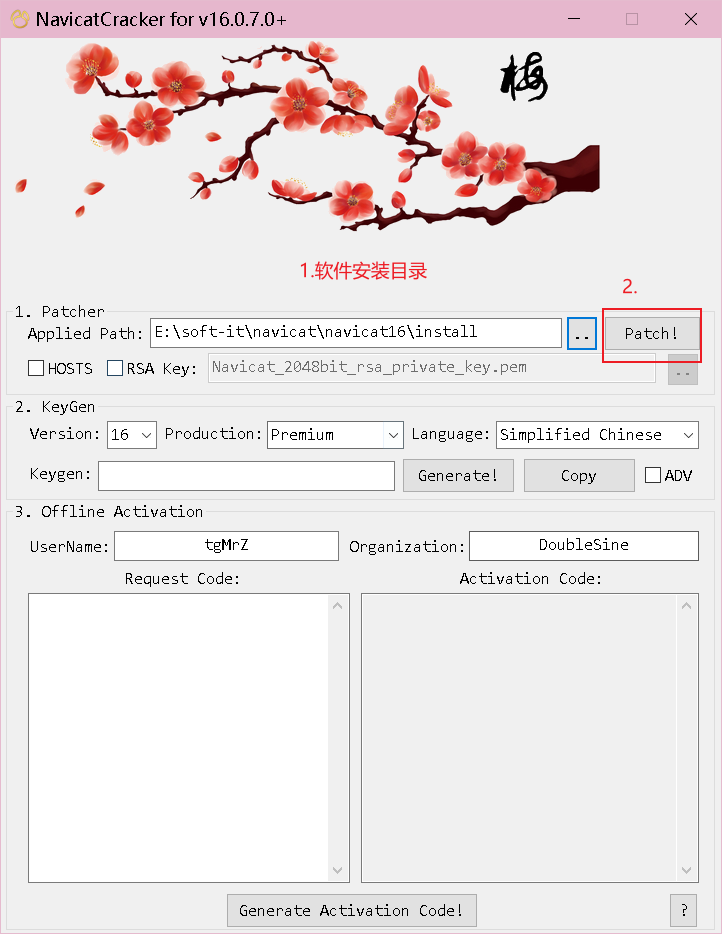 NavicatCracker for v16.0.7.0+
梅
1.软件安装目录
2.
1. Patcher
Applied Path: E:\soft-it\navicat\navicat16\install .. Patch!
HOSTS RSA Key: Navicat_2048bit_rsa_private_key.pem ..
2. KeyGen
Version: 16 Production: Premium Language: Simplified Chinese
Keygen: Generate! Copy ADV
3. Offline Activation
UserName: tgMrZ Organization: DoubleSine
Request Code: Activation Code:
Generate Activation Code! ?